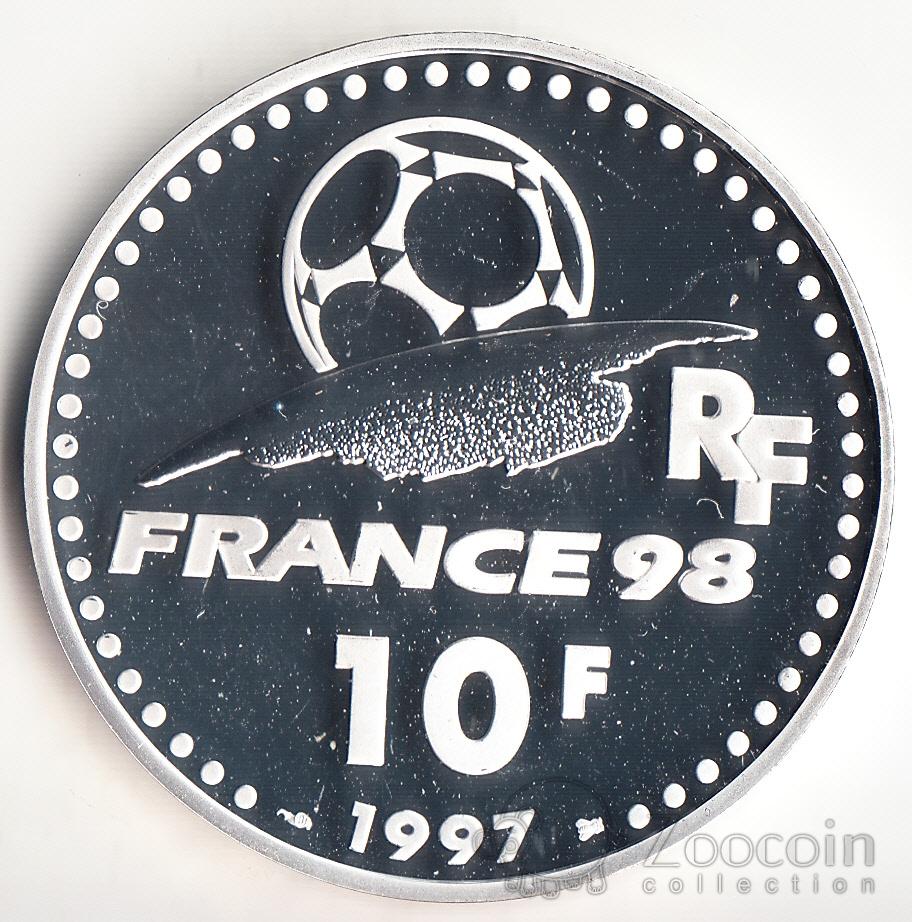 RF
FRANCE 98
10 F
1997
Zoocoin
collection